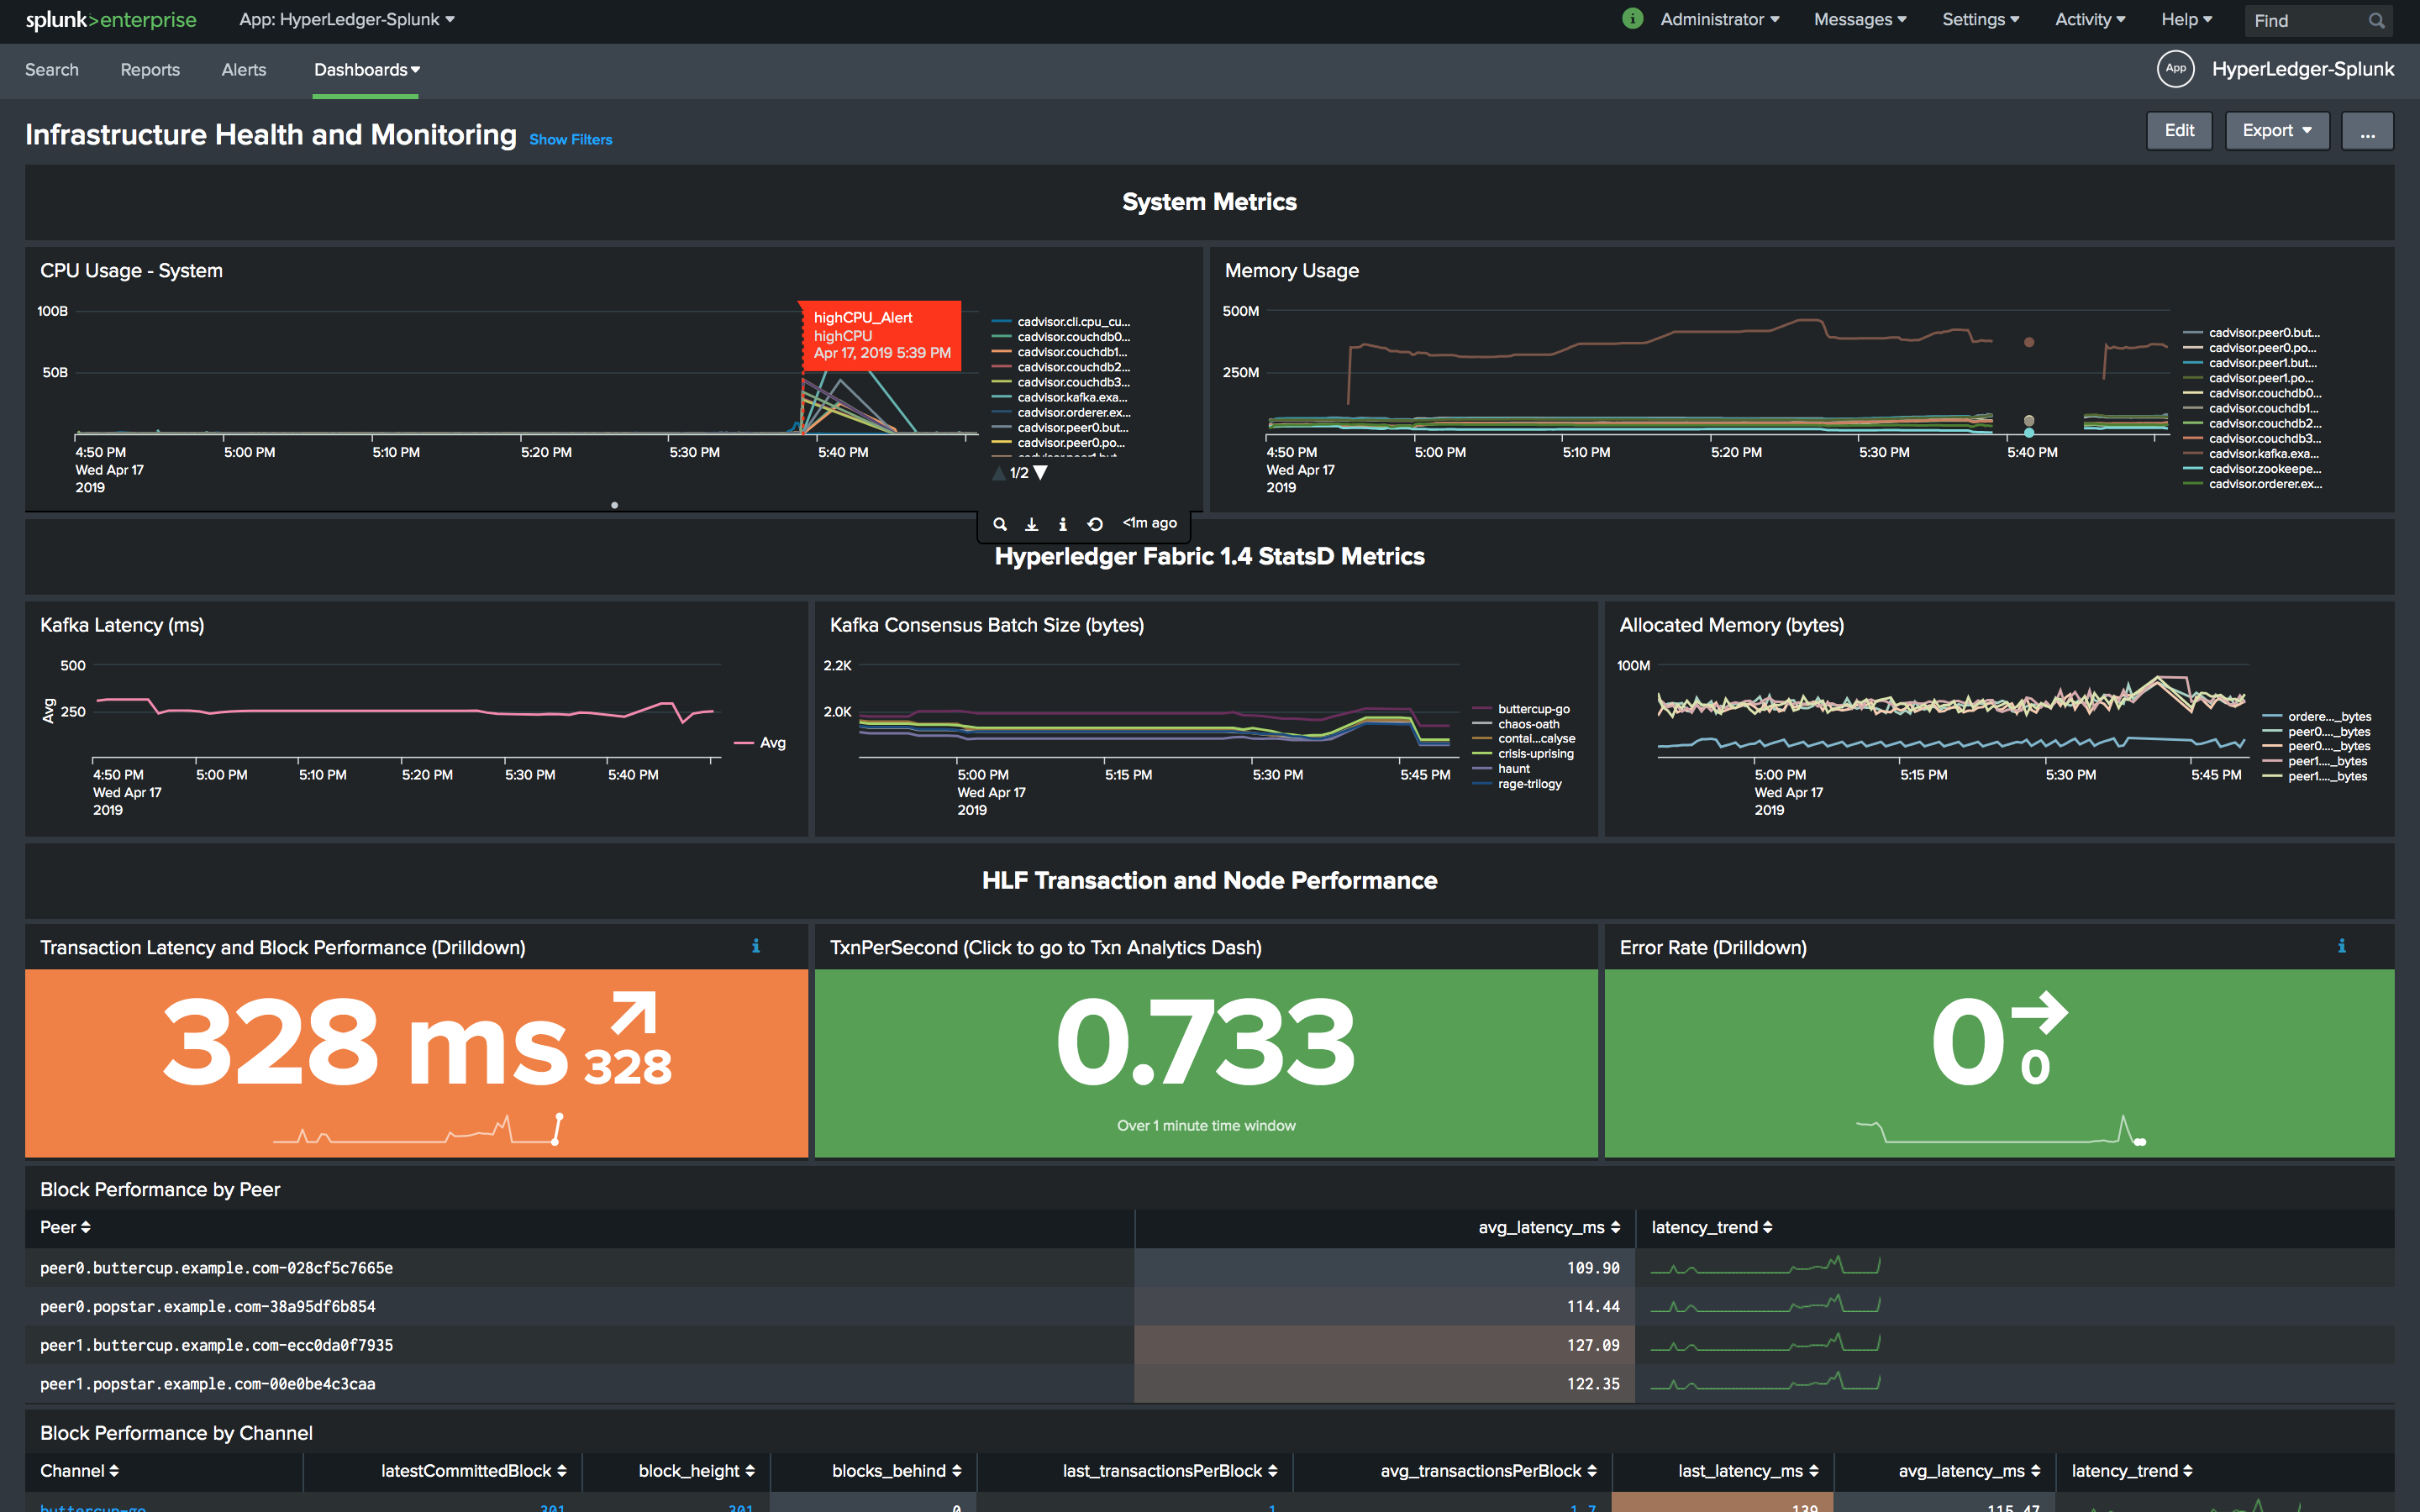 splunk>enterprise App: HyperLedger-Splunk
i Administrator Messages Settings Activity Help Find
Search Reports Alerts Dashboards
App HyperLedger-Splunk
Infrastructure Health and Monitoring Show Filters
Edit Export ...
System Metrics
CPU Usage - System
100B
50B
highCPU_Alert
highCPU
Apr 17, 2019 5:39 PM
4:50 PM 5:00 PM 5:10 PM 5:20 PM 5:30 PM 5:40 PM
Wed Apr 17
2019
cadvisor.cli.cpu_cu...
cadvisor.couchdb0...
cadvisor.couchdb1...
cadvisor.couchdb2...
cadvisor.couchdb3...
cadvisor.kafka.exa...
cadvisor.orderer.ex...
cadvisor.peer0.but...
cadvisor.peer0.po...
cadvisor.peer1.but...
1/2
<1m ago
Memory Usage
500M
250M
4:50 PM 5:00 PM 5:10 PM 5:20 PM 5:30 PM 5:40 PM
Wed Apr 17
2019
cadvisor.peer0.but...
cadvisor.peer0.po...
cadvisor.peer1.but...
cadvisor.peer1.po...
cadvisor.couchdb0...
cadvisor.couchdb1...
cadvisor.couchdb2...
cadvisor.couchdb3...
cadvisor.kafka.exa...
cadvisor.zookeepe...
cadvisor.orderer.ex...
Hyperledger Fabric 1.4 StatsD Metrics
Kafka Latency (ms)
500
250
Avg
Avg
4:50 PM 5:00 PM 5:10 PM 5:20 PM 5:30 PM 5:40 PM
Wed Apr 17
2019
Kafka Consensus Batch Size (bytes)
2.2K
2.0K
5:00 PM 5:15 PM 5:30 PM 5:45 PM
Wed Apr 17
2019
buttercup-go
chaos-oath
contai...calyse
crisis-uprising
haunt
rage-trilogy
Allocated Memory (bytes)
100M
5:00 PM 5:15 PM 5:30 PM 5:45 PM
Wed Apr 17
2019
ordere..._bytes
peer0...._bytes
peer0...._bytes
peer1...._bytes
peer1...._bytes
HLF Transaction and Node Performance
Transaction Latency and Block Performance (Drilldown) i
328 ms 328
TxnPerSecond (Click to go to Txn Analytics Dash)
0.733
Over 1 minute time window
Error Rate (Drilldown) i
0 0
Block Performance by Peer
Peer avg_latency_ms latency_trend
peer0.buttercup.example.com-028cf5c7665e 109.90
peer0.popstar.example.com-38a95df6b854 114.44
peer1.buttercup.example.com-ecc0da0f7935 127.09
peer1.popstar.example.com-00e0be4c3caa 122.35
Block Performance by Channel
Channel latestCommittedBlock block_height blocks_behind last_transactionsPerBlock avg_transactionsPerBlock last_latency_ms avg_latency_ms latency_trend
buttercup-go 301 301 0 1 1.7 139 115.47